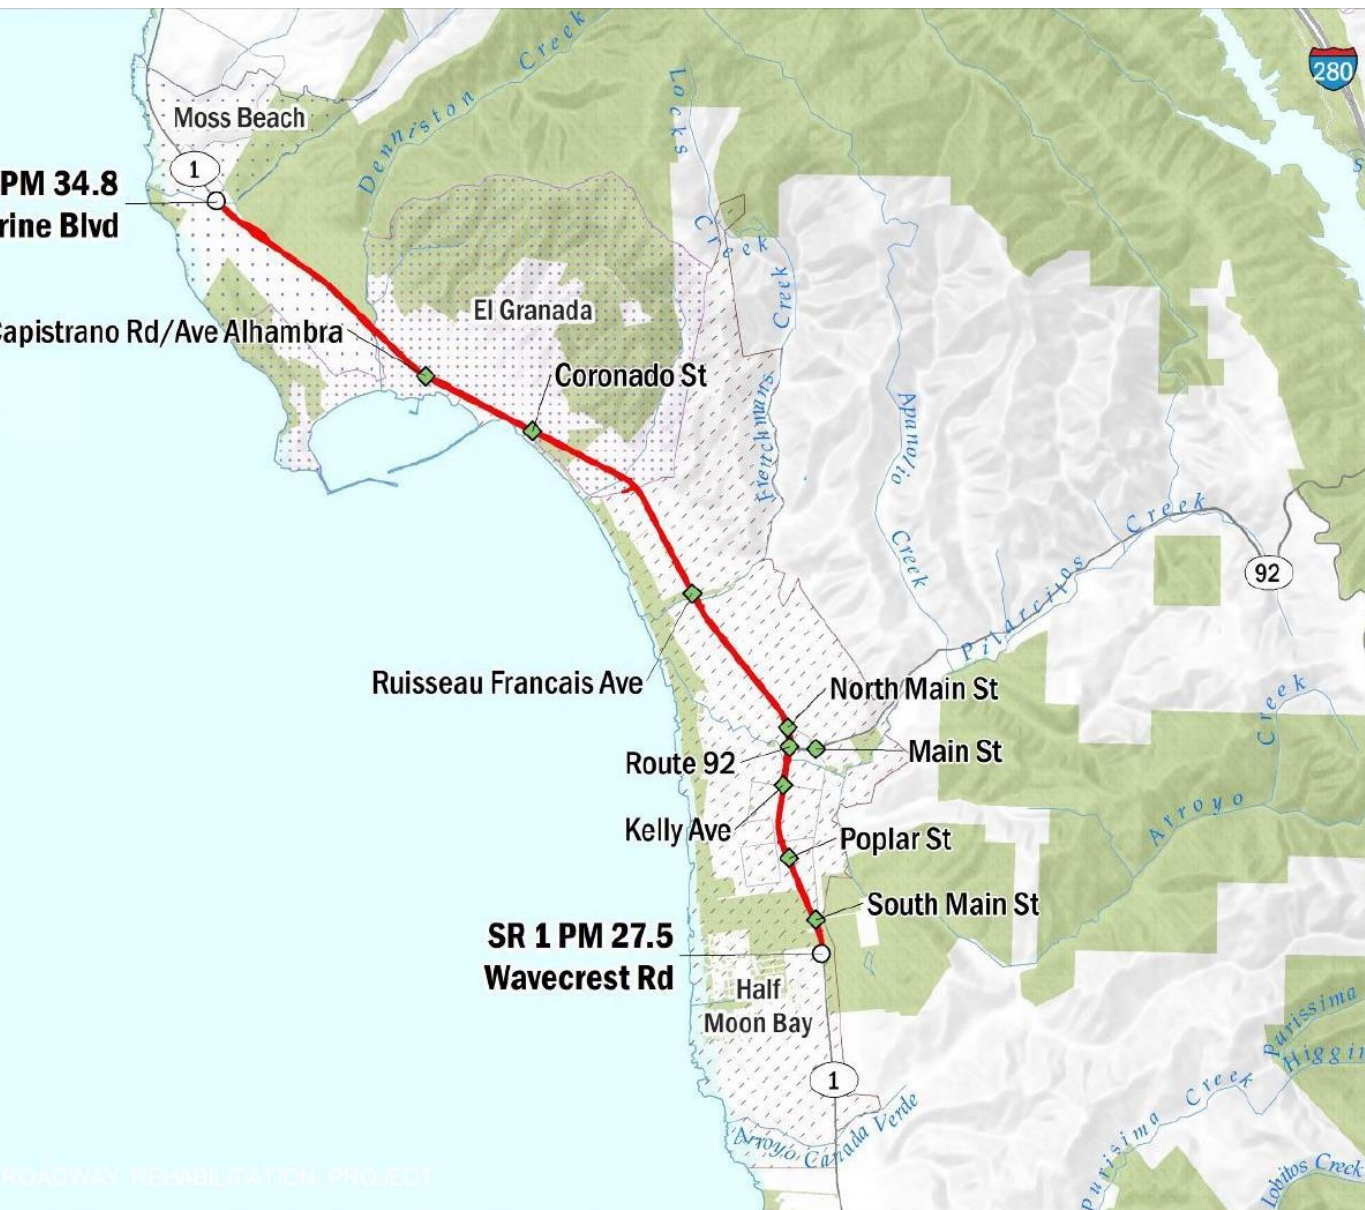 280
Denniston Creek
Locks Creek
Moss Beach
1
PM 34.8
rine Blvd
El Granada
Capistrano Rd/Ave Alhambra
Coronado St
Frenchmans Creek
Apanolio Creek
Pilarcitos Creek
92
Ruisseau Francais Ave
North Main St
Route 92
Main St
Kelly Ave
Poplar St
Arroyo
Creek
South Main St
SR 1 PM 27.5
Wavecrest Rd
Half
Moon Bay
1
Purissima
Higgin
Purisima Creek
Arroyo Canada Verde
Lobitos Creek
ROADWAY REHABILITATION PROJECT